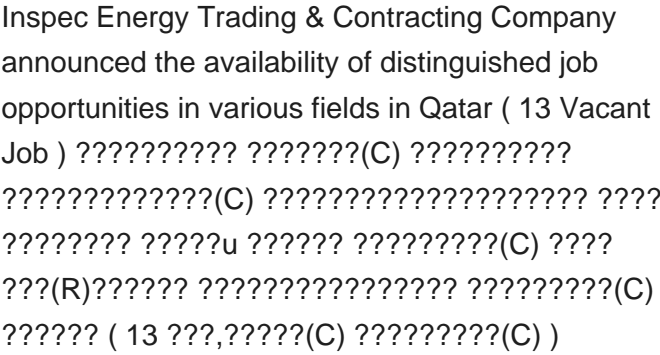 Inspec Energy Trading & Contracting Company
announced the availability of distinguished job
opportunities in various fields in Qatar ( 13 Vacant
Job ) ?????????? ???????(C) ??????????
?????????????(C) ???????????????????? ????
???????? ?????u ?????? ?????????(C) ????
???(R)?????? ???????????????? ?????????(C)
?????? ( 13 ???,?????(C) ?????????(C) )